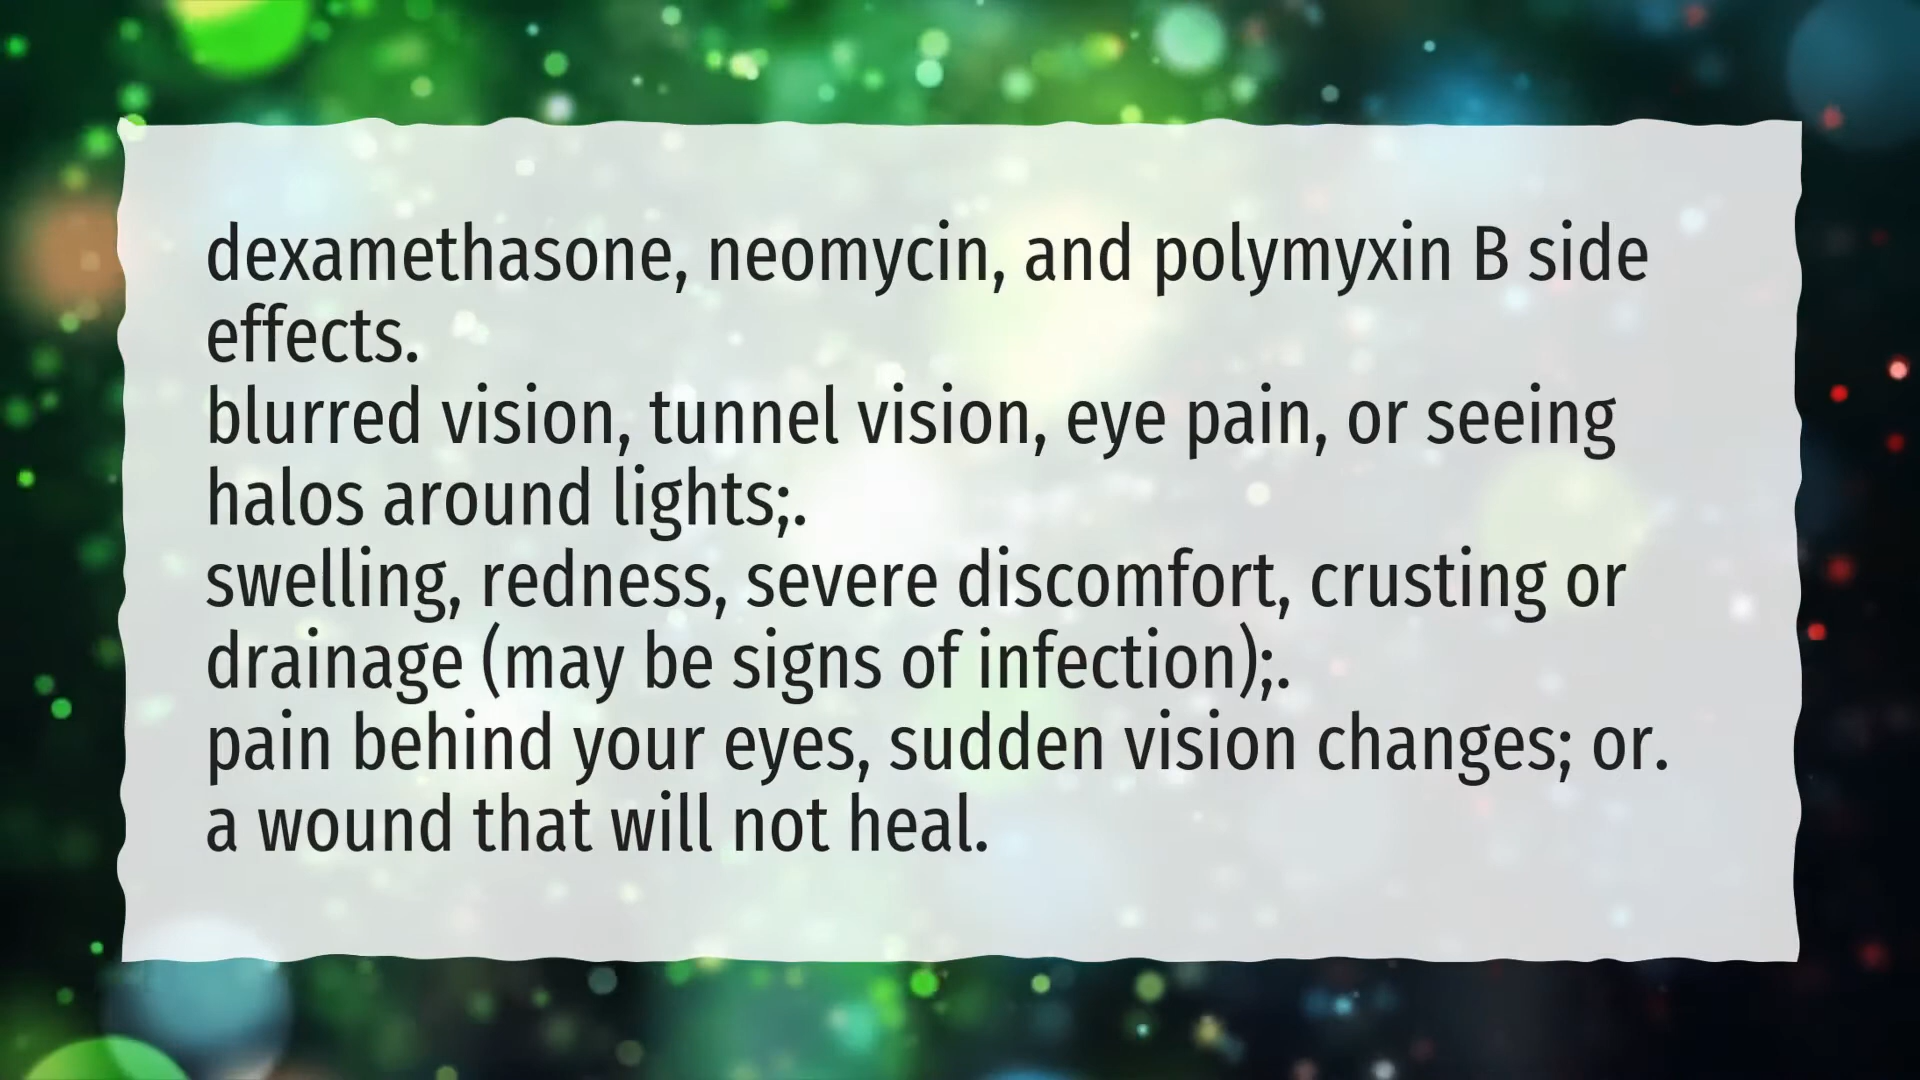 dexamethasone, neomycin, and polymyxin B side
effects.
blurred vision, tunnel vision, eye pain, or seeing
halos around lights;.
swelling, redness, severe discomfort, crusting or
drainage (may be signs of infection);.
pain behind your eyes, sudden vision changes; or.
a wound that will not heal.